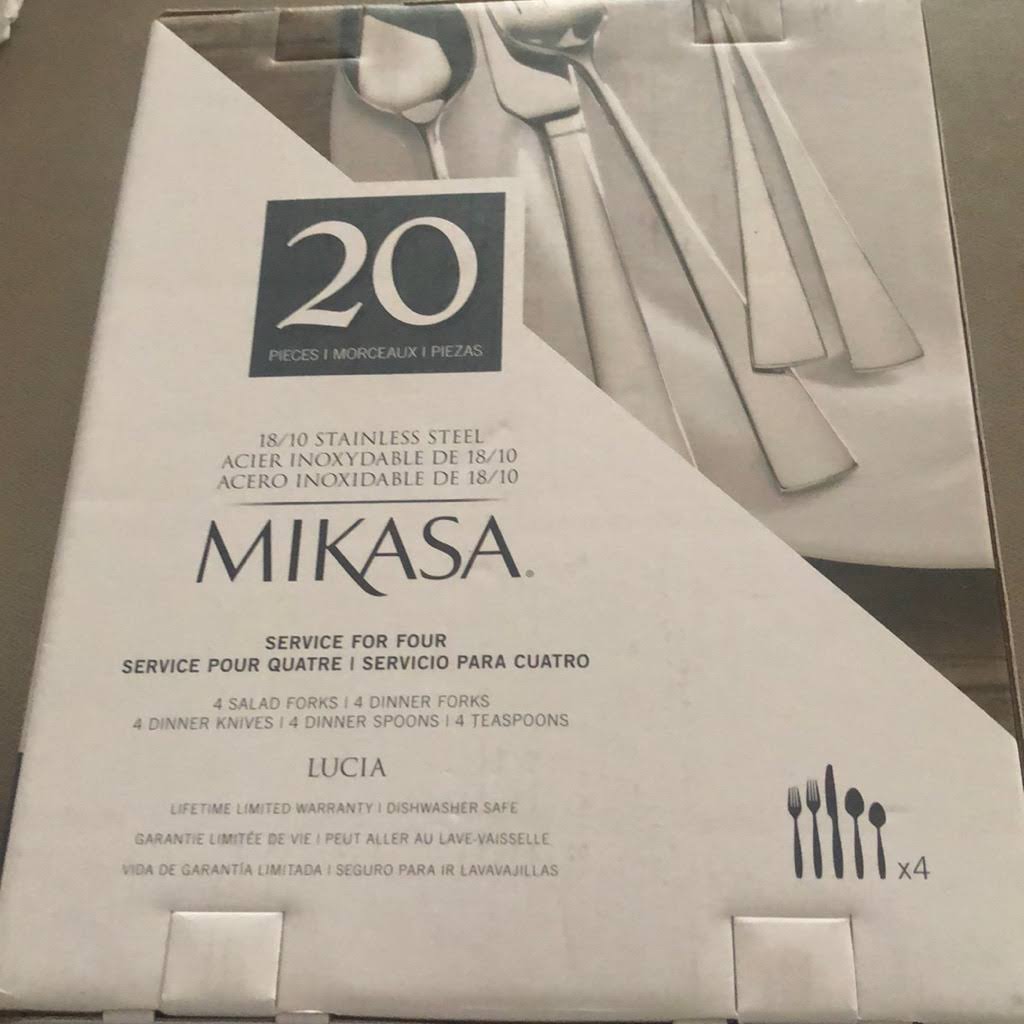 20
PIECES | MORCEAUX | PIEZAS
18/10 STAINLESS STEEL
ACIER INOXYDABLE DE 18/10
ACERO INOXIDABLE DE 18/10
MIKASA®
SERVICE FOR FOUR
SERVICE POUR QUATRE | SERVICIO PARA CUATRO
4 SALAD FORKS | 4 DINNER FORKS
4 DINNER KNIVES | 4 DINNER SPOONS | 4 TEASPOONS
LUCIA
LIFETIME LIMITED WARRANTY | DISHWASHER SAFE
GARANTIE LIMITÉE DE VIE | PEUT ALLER AU LAVE-VAISSELLE
VIDA DE GARANTÍA LIMITADA | SEGURO PARA IR LAVAVAJILLAS
x4